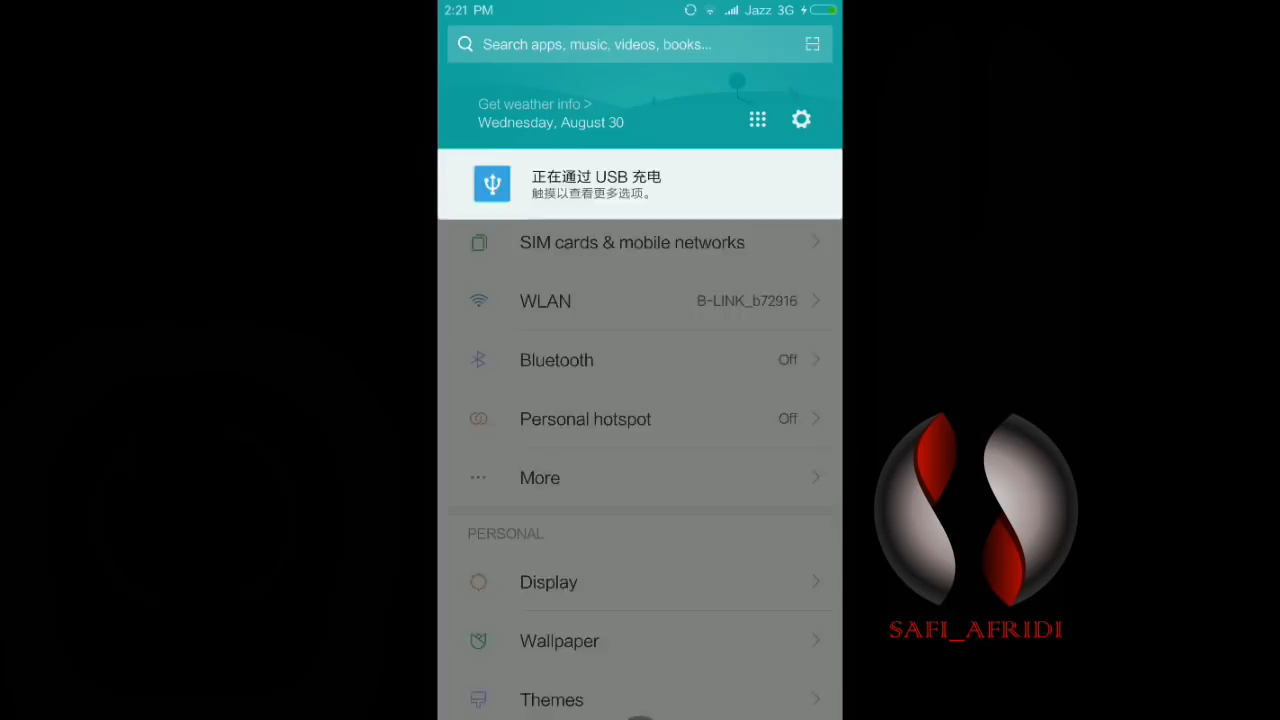 2:21 PM
Jazz 3G
Search apps, music, videos, books...
Get weather info >
Wednesday, August 30
正在通过 USB 充电
触摸以查看更多选项。
SIM cards & mobile networks
WLAN B-LINK_b72916
Bluetooth Off
Personal hotspot Off
More
PERSONAL
Display
Wallpaper
Themes
SAFI_AFRIDI